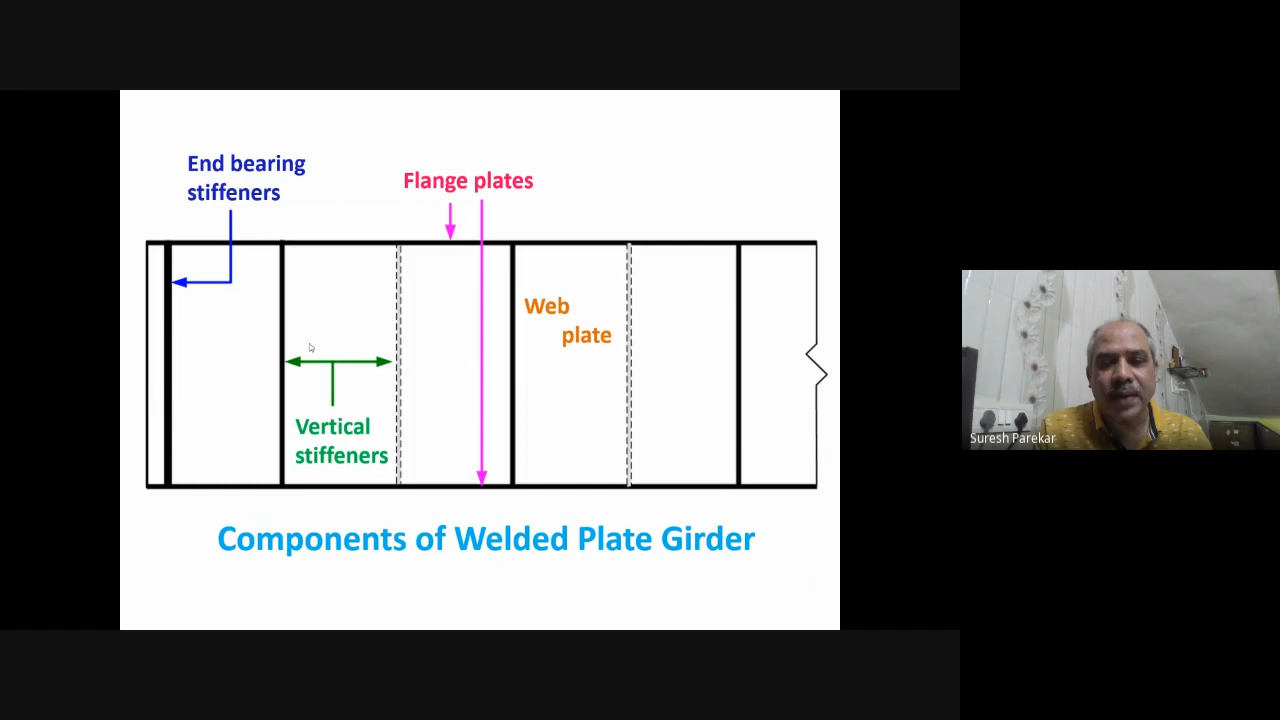 End bearing
stiffeners
Flange plates
Web
plate
Vertical
stiffeners
Components of Welded Plate Girder
Suresh Parekar